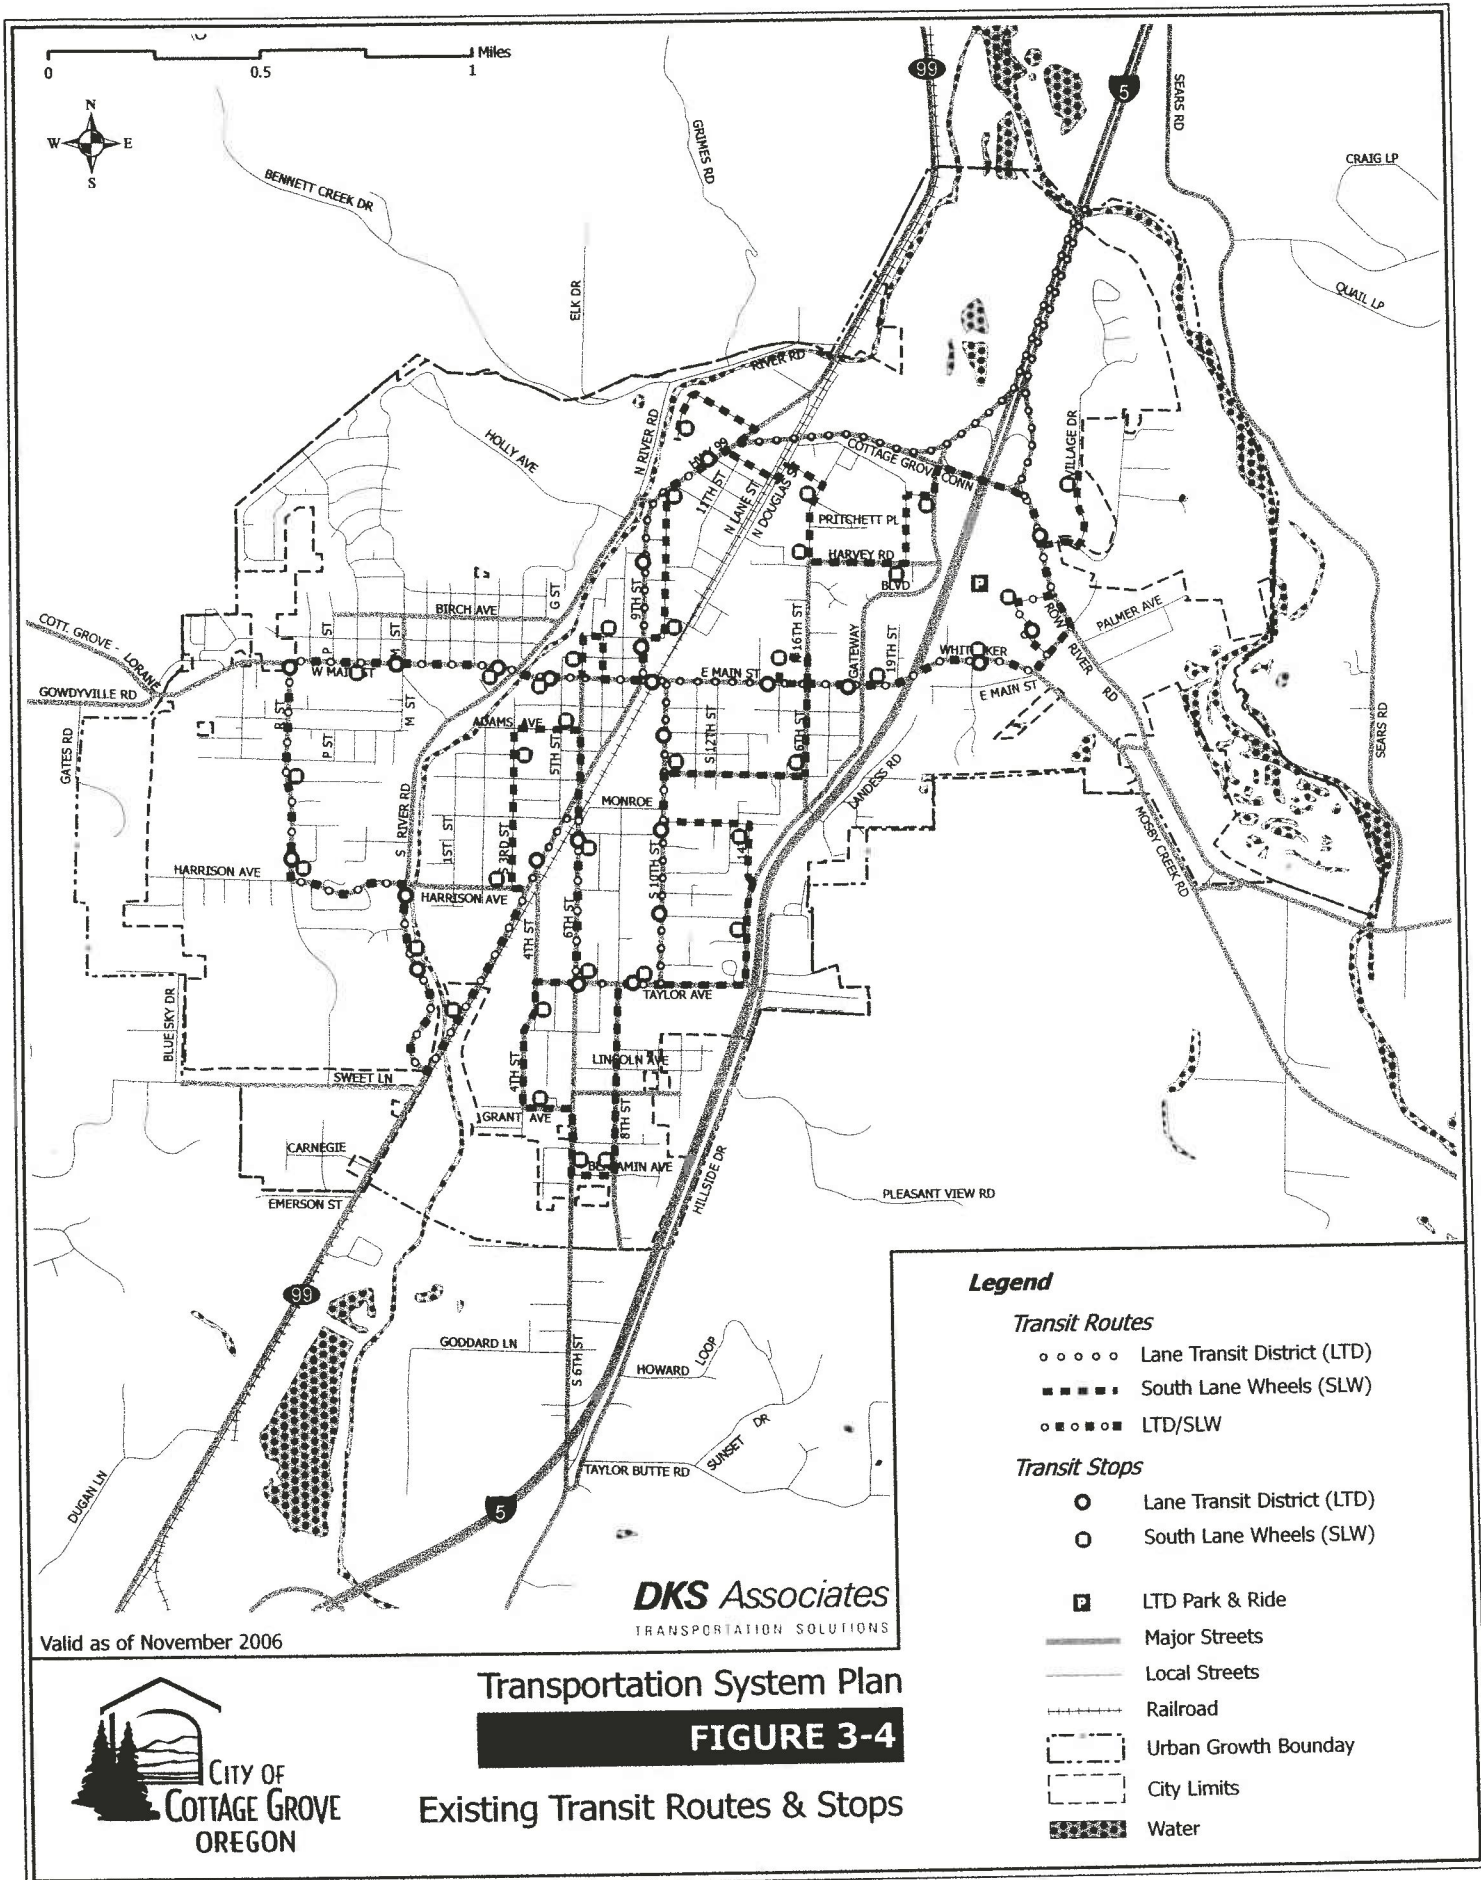 Miles
0 0.5 1
N
W E
S
99
5
SEARS RD
CRAIG LP
QUAIL LP
GRIMES RD
BENNETT CREEK DR
ELK DR
RIVER RD
N RIVER RD
HOLLY AVE
HWY 99
11TH ST
N LANE ST
N DOUGLAS ST
COTTAGE GROVE CONN
VILLAGE DR
PRITCHETT PL
HARVEY RD
BLVD
GATEWAY
9TH ST
G ST
BIRCH AVE
P ST
M ST
N 16TH ST
19TH ST
PALMER AVE
ROW RIVER RD
COTT. GROVE - LORANE
GOWDYVILLE RD
W MAIN ST
E MAIN ST
WHITAKER
E MAIN ST
R ST
M ST
P ST
ADAMS AVE
5TH ST
S 12TH ST
16TH ST
GATES RD
S RIVER RD
1ST ST
S 3RD ST
MONROE
S 10TH ST
14TH
LANDESS RD
MOSBY CREEK RD
SEARS RD
HARRISON AVE
HARRISON AVE
4TH ST
6TH ST
TAYLOR AVE
BLUE SKY DR
SWEET LN
4TH ST
LINCOLN AVE
8TH ST
GRANT AVE
BENJAMIN AVE
CARNEGIE
EMERSON ST
HILLSIDE DR
PLEASANT VIEW RD
99
GODDARD LN
S 6TH ST
HOWARD LOOP
SUNSET DR
TAYLOR BUTTE RD
DUGAN LN
5
Legend
Transit Routes
Lane Transit District (LTD)
South Lane Wheels (SLW)
LTD/SLW
Transit Stops
Lane Transit District (LTD)
South Lane Wheels (SLW)
P LTD Park & Ride
Major Streets
Local Streets
Railroad
Urban Growth Bounday
City Limits
Water
P
DKS Associates
TRANSPORTATION SOLUTIONS
Valid as of November 2006
Transportation System Plan
FIGURE 3-4
Existing Transit Routes & Stops
CITY OF
COTTAGE GROVE
OREGON